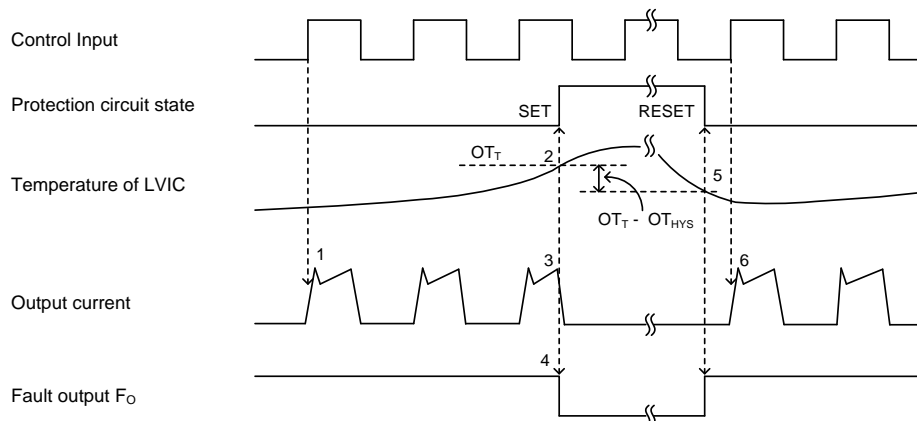 Control Input
Protection circuit state
SET
RESET
OT_T
2
5
Temperature of LVIC
OT_T - OT_HYS
1
3
6
Output current
4
Fault output F_O